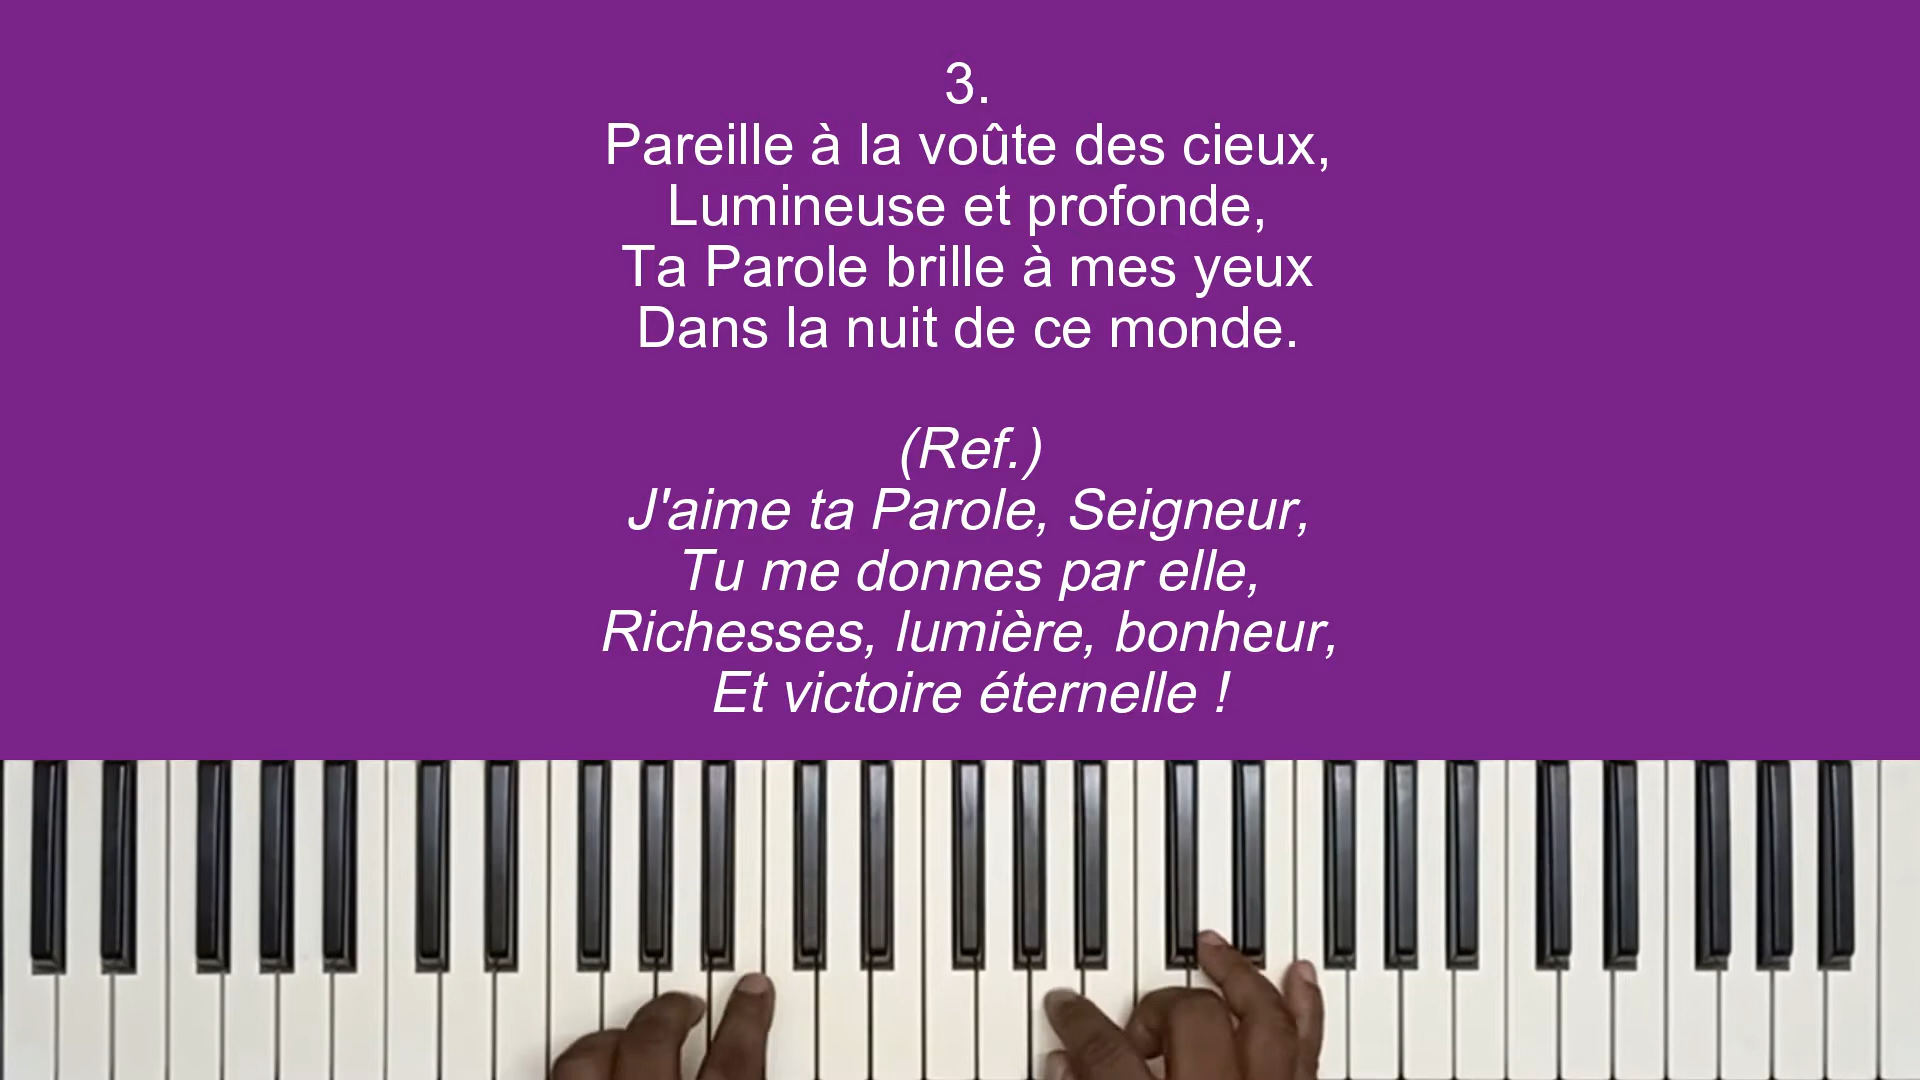 3.
Pareille à la voûte des cieux,
Lumineuse et profonde,
Ta Parole brille à mes yeux
Dans la nuit de ce monde.
(Ref.)
J'aime ta Parole, Seigneur,
Tu me donnes par elle,
Richesses, lumière, bonheur,
Et victoire éternelle !